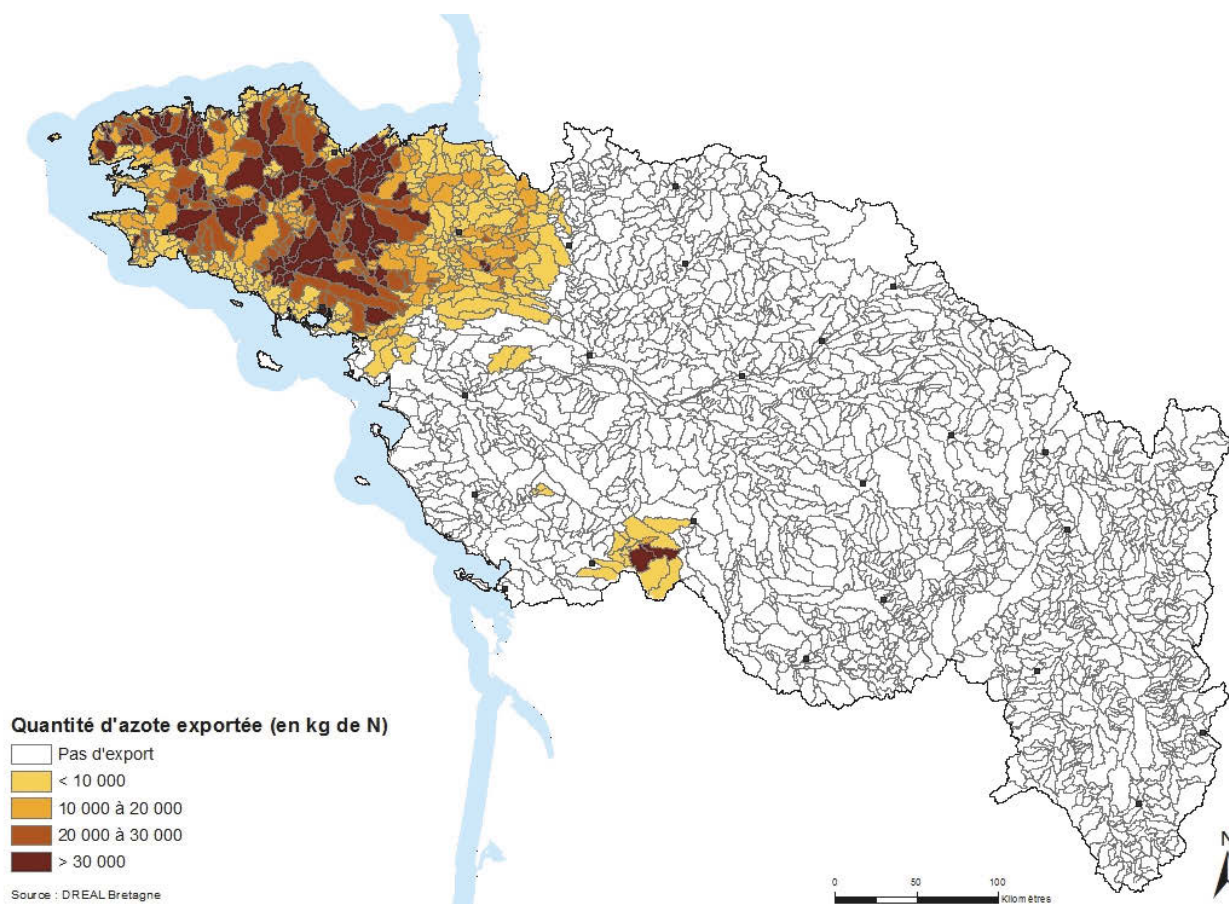 Quantité d'azote exportée (en kg de N)
Pas d'export
< 10 000
10 000 à 20 000
20 000 à 30 000
> 30 000
Source : DREAL Bretagne
0 50 100
Kilomètres
N